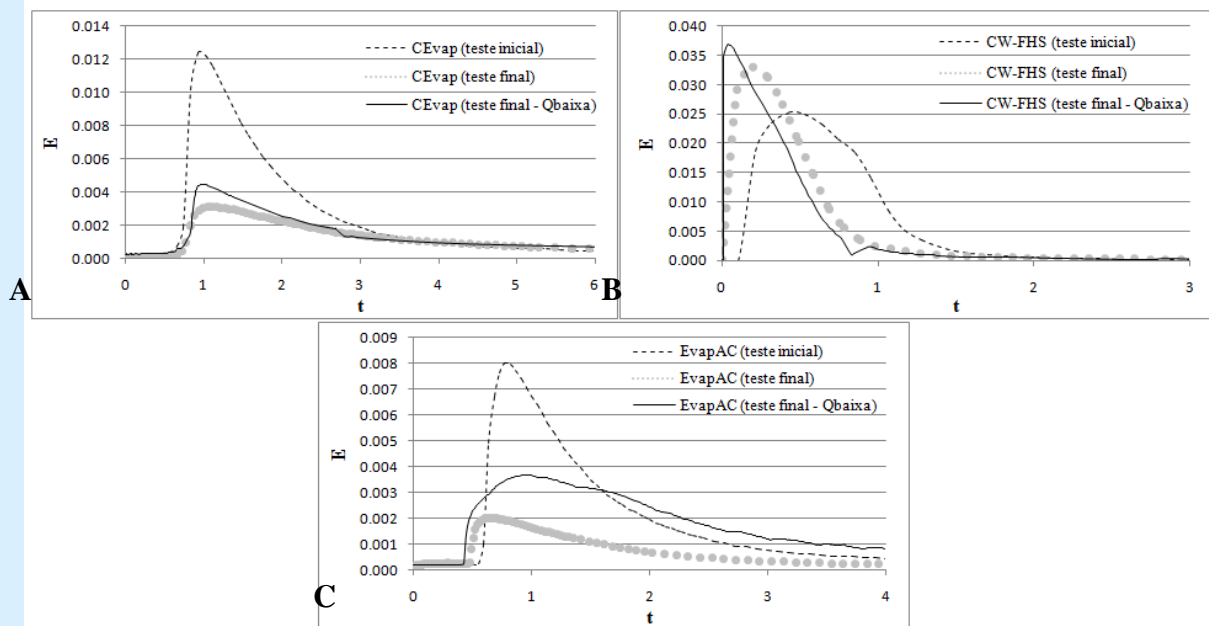 0.014
0.012
0.010
0.008
0.006
0.004
0.002
0.000
E
0 1 2 3 4 5 6
t
CEvap (teste inicial)
CEvap (teste final)
CEvap (teste final - Qbaixa)
A
0.040
0.035
0.030
0.025
0.020
0.015
0.010
0.005
0.000
E
0 1 2 3
t
CW-FHS (teste inicial)
CW-FHS (teste final)
CW-FHS (teste final - Qbaixa)
B
0.009
0.008
0.007
0.006
0.005
0.004
0.003
0.002
0.001
0.000
E
0 1 2 3 4
t
EvapAC (teste inicial)
EvapAC (teste final)
EvapAC (teste final - Qbaixa)
C